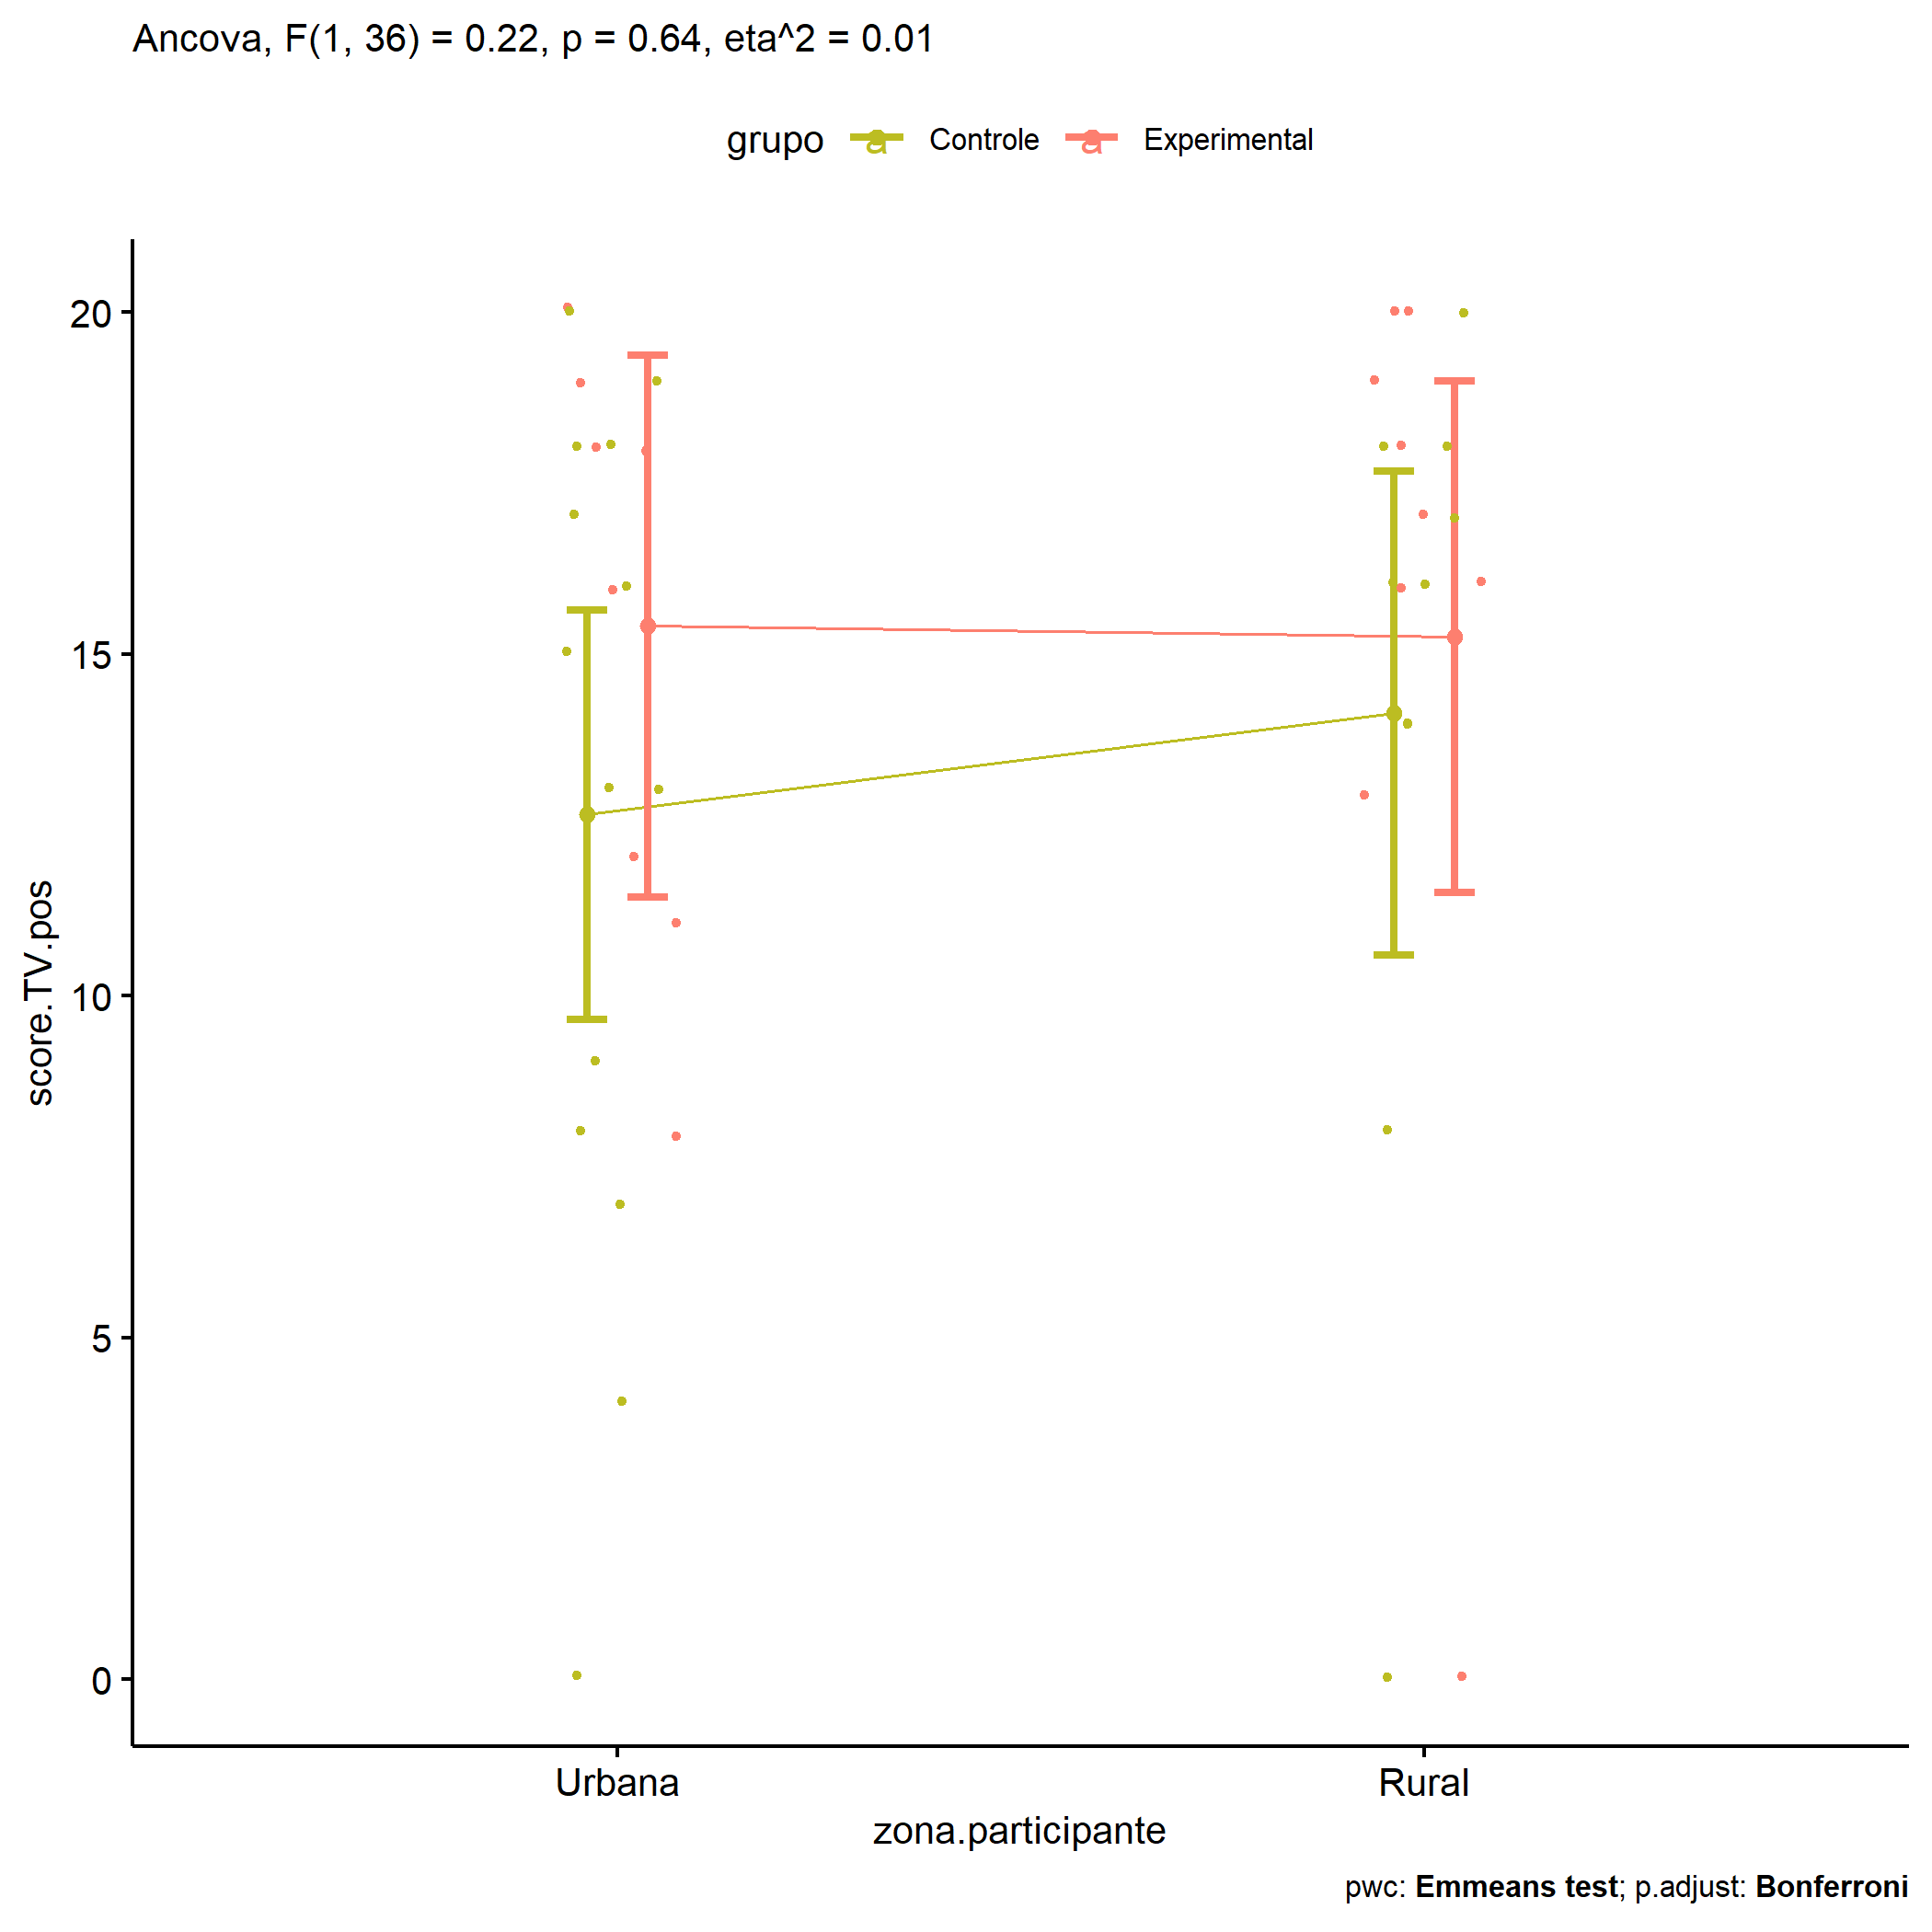 Ancova, F(1, 36) = 0.22, p = 0.64, eta^2 = 0.01
grupo a Controle a Experimental
20
15
10
5
0
score.TV.pos
Urbana Rural
zona.participante
pwc: Emmeans test; p.adjust: Bonferroni